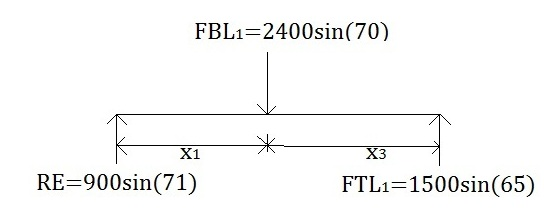 FBL₁=2400sin(70)
x₁ x₃
RE=900sin(71) FTL₁=1500sin(65)